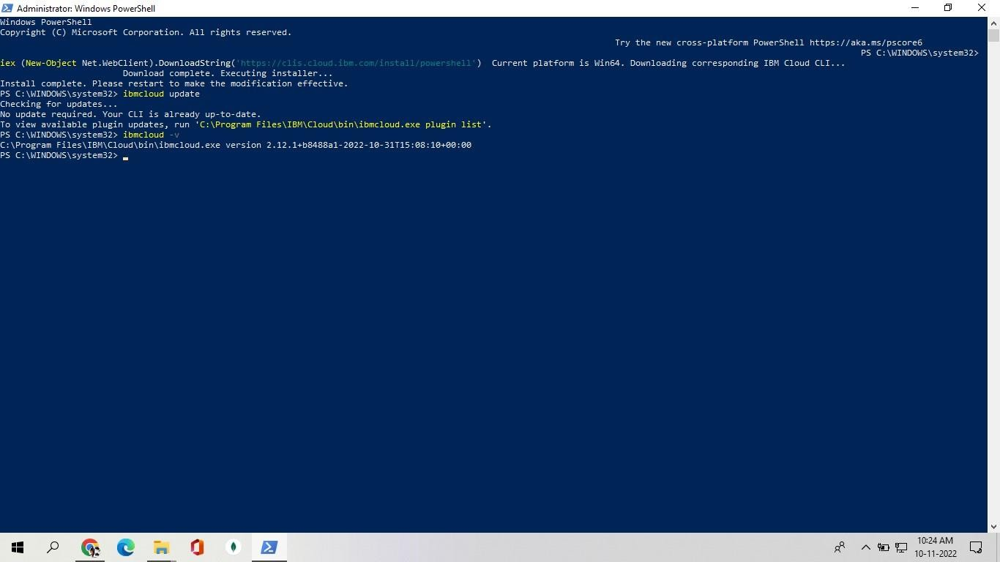 Administrator: Windows PowerShell
Windows PowerShell
Copyright (C) Microsoft Corporation. All rights reserved.
Try the new cross-platform PowerShell https://aka.ms/pscore6
PS C:\WINDOWS\system32>
iex (New-Object Net.WebClient).DownloadString('https://clis.cloud.ibm.com/install/powershell') Current platform is Win64. Downloading corresponding IBM Cloud CLI...
Download complete. Executing installer...
Install complete. Please restart to make the modification effective.
PS C:\WINDOWS\system32> ibmcloud update
Checking for updates...
No update required. Your CLI is already up-to-date.
To view available plugin updates, run 'C:\Program Files\IBM\Cloud\bin\ibmcloud.exe plugin list'.
PS C:\WINDOWS\system32> ibmcloud -v
C:\Program Files\IBM\Cloud\bin\ibmcloud.exe version 2.12.1+b8488a1-2022-10-31T15:08:10+00:00
PS C:\WINDOWS\system32>
10:24 AM
10-11-2022